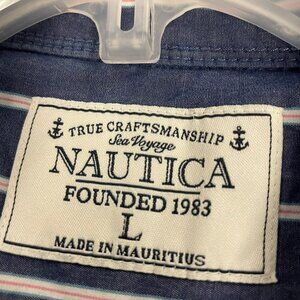 TRUE CRAFTSMANSHIP
Sea Voyage
NAUTICA
FOUNDED 1983
L
MADE IN MAURITIUS